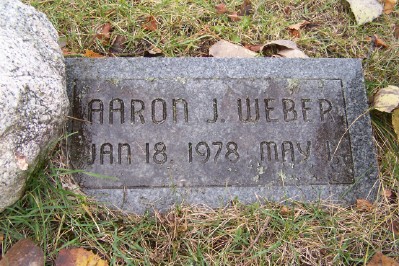 AARON J. WEBER
JAN 18, 1978 MAY 1,